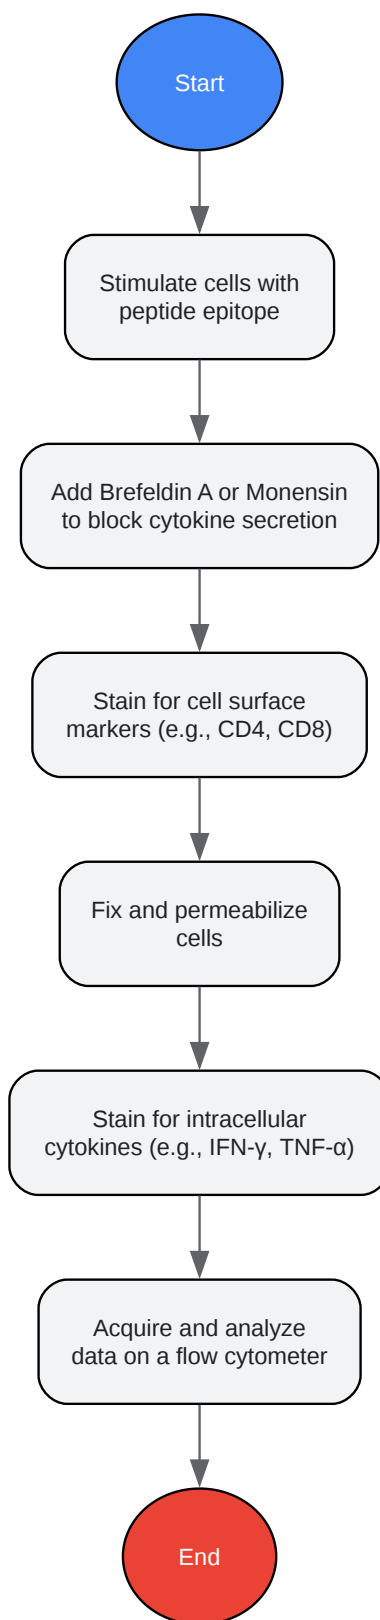 Start
Stimulate cells with
peptide epitope
Add Brefeldin A or Monensin
to block cytokine secretion
Stain for cell surface
markers (e.g., CD4, CD8)
Fix and permeabilize
cells
Stain for intracellular
cytokines (e.g., IFN-γ, TNF-α)
Acquire and analyze
data on a flow cytometer
End